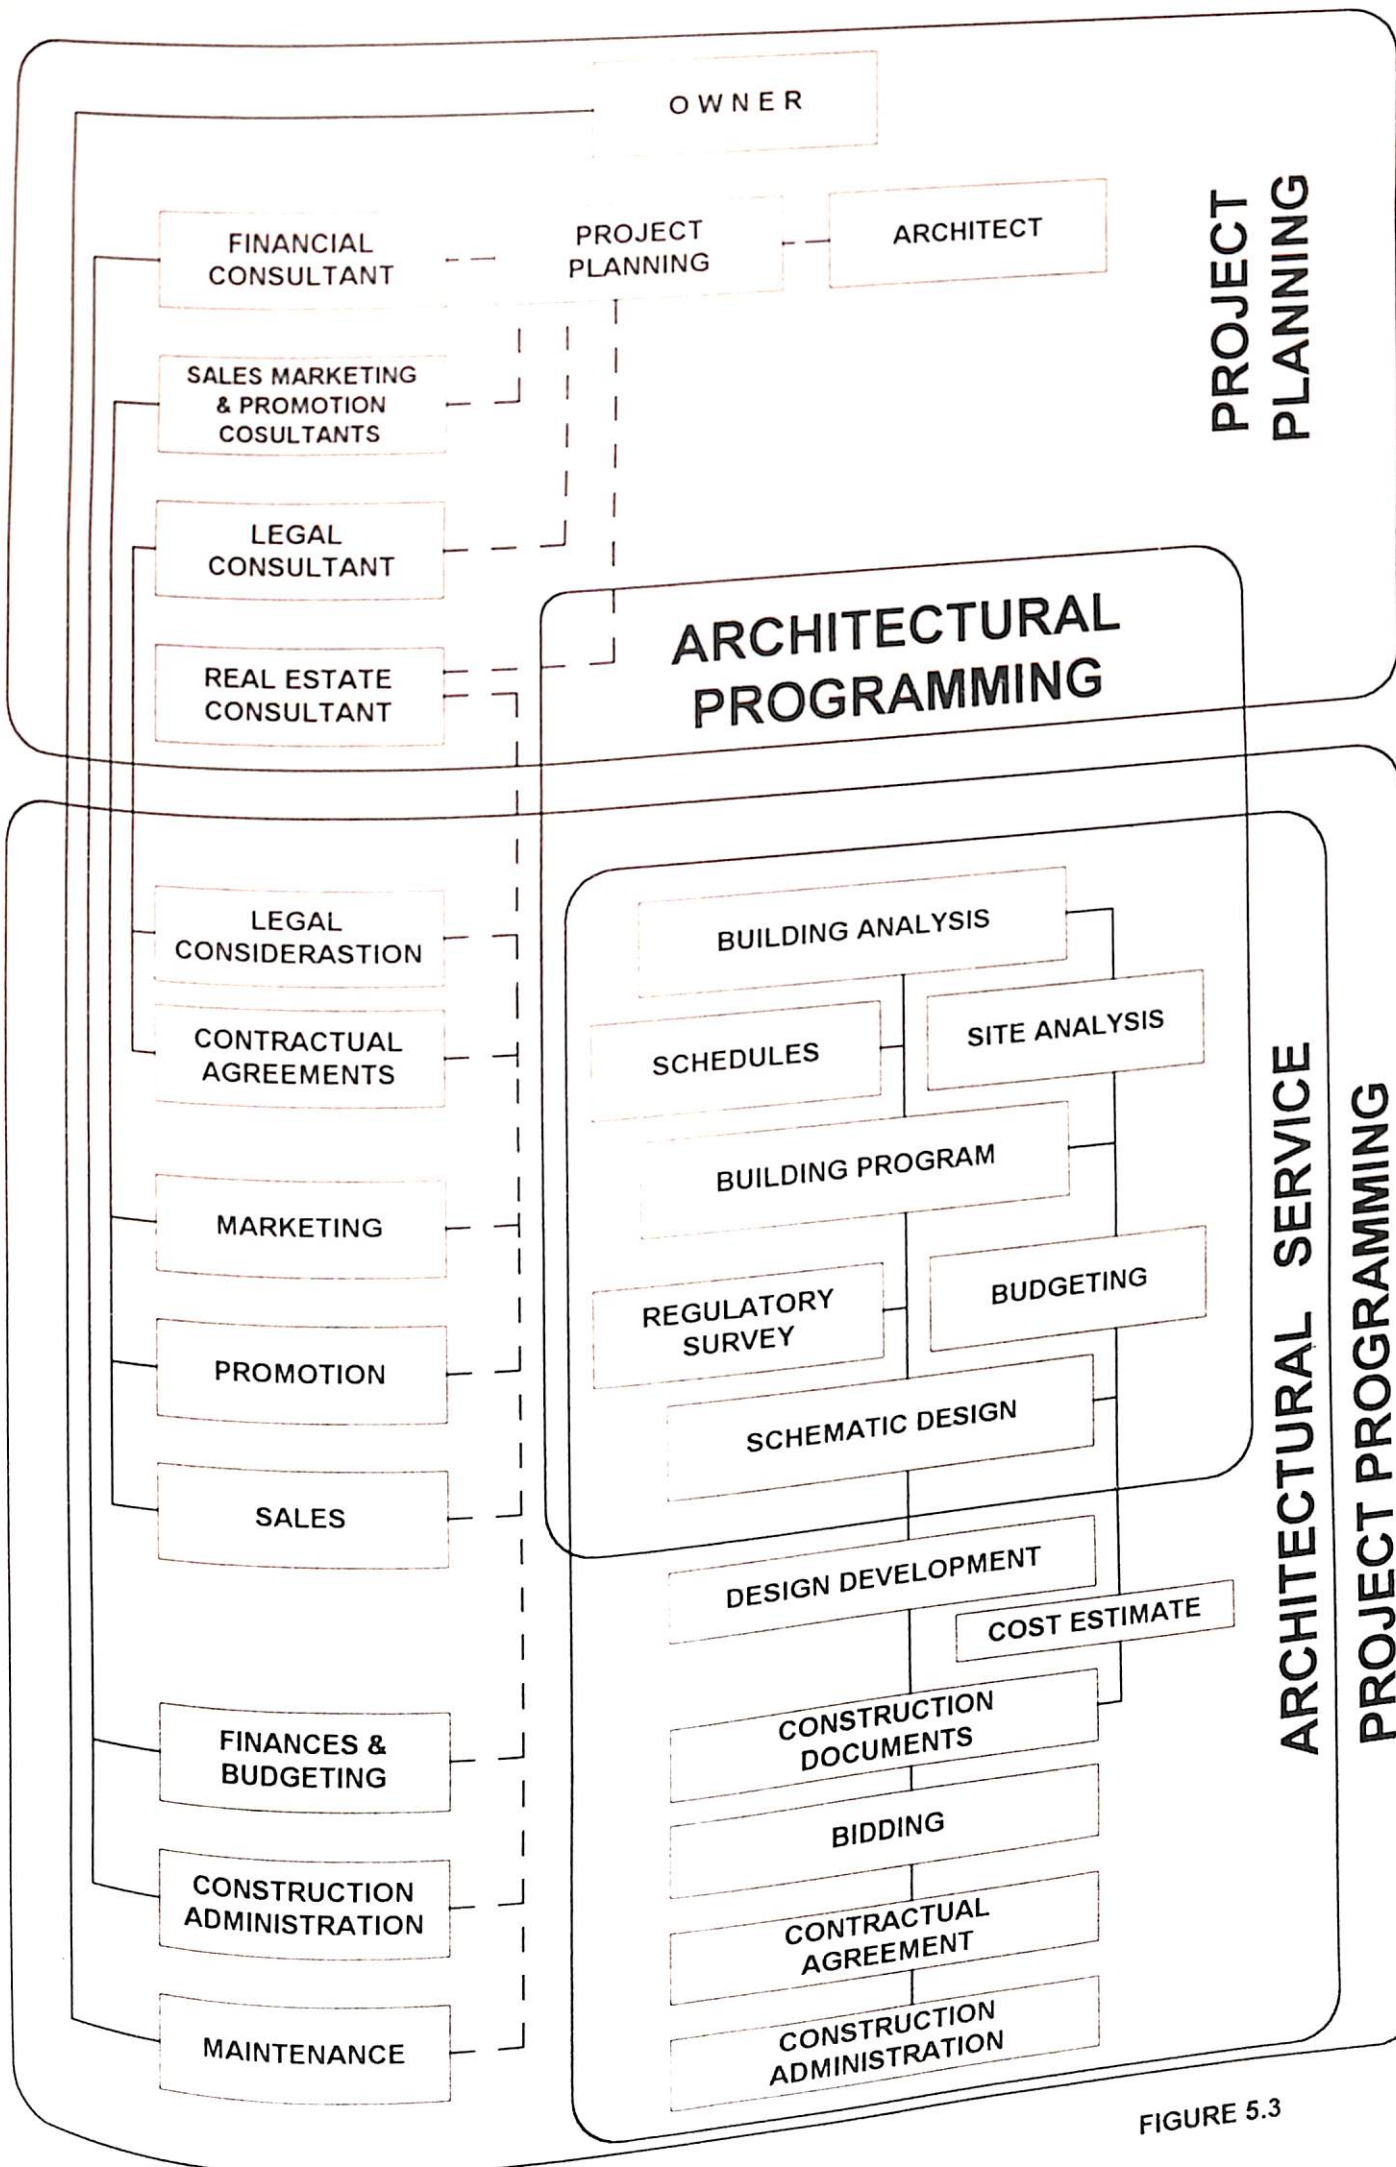 OWNER
FINANCIAL
CONSULTANT
PROJECT
PLANNING
ARCHITECT
PROJECT
PLANNING
SALES MARKETING
& PROMOTION
COSULTANTS
LEGAL
CONSULTANT
REAL ESTATE
CONSULTANT
ARCHITECTURAL
PROGRAMMING
LEGAL
CONSIDERASTION
CONTRACTUAL
AGREEMENTS
MARKETING
PROMOTION
SALES
FINANCES &
BUDGETING
CONSTRUCTION
ADMINISTRATION
MAINTENANCE
BUILDING ANALYSIS
SCHEDULES
SITE ANALYSIS
BUILDING PROGRAM
REGULATORY
SURVEY
BUDGETING
SCHEMATIC DESIGN
DESIGN DEVELOPMENT
COST ESTIMATE
CONSTRUCTION
DOCUMENTS
BIDDING
CONTRACTUAL
AGREEMENT
CONSTRUCTION
ADMINISTRATION
ARCHITECTURAL SERVICE
PROJECT PROGRAMMING
FIGURE 5.3